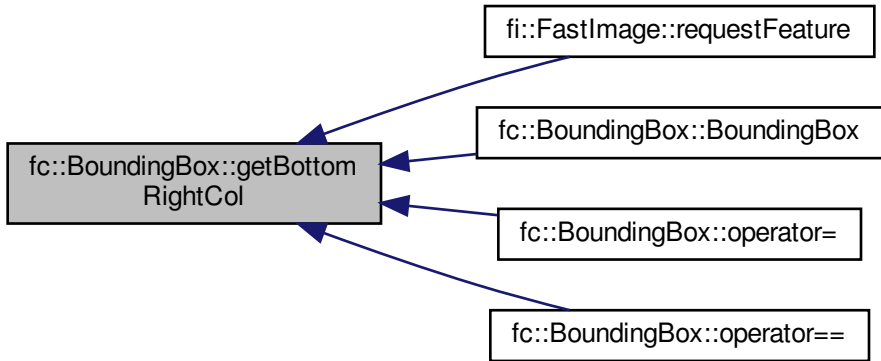 fi::FastImage::requestFeature
fc::BoundingBox::BoundingBox
fc::BoundingBox::getBottom
RightCol
fc::BoundingBox::operator=
fc::BoundingBox::operator==